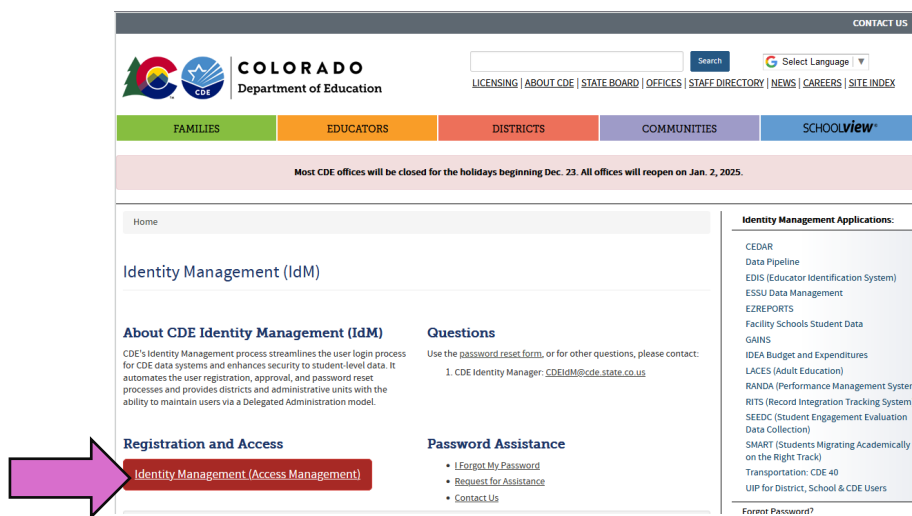 CONTACT US
CDE
COLORADO
Department of Education
Search
Select Language ▼
LICENSING | ABOUT CDE | STATE BOARD | OFFICES | STAFF DIRECTORY | NEWS | CAREERS | SITE INDEX
FAMILIES
EDUCATORS
DISTRICTS
COMMUNITIES
SCHOOLVIEW
Most CDE offices will be closed for the holidays beginning Dec. 23. All offices will reopen on Jan. 2, 2025.
Home
Identity Management (IdM)
About CDE Identity Management (IdM)
CDE's Identity Management process streamlines the user login process
for CDE data systems and enhances security to student-level data. It
automates the user registration, approval, and password reset
processes and provides districts and administrative units with the
ability to maintain users via a Delegated Administration model.
Questions
Use the password reset form, or for other questions, please contact:
1. CDE Identity Manager: CDEIdM@cde.state.co.us
Registration and Access
Identity Management (Access Management)
Password Assistance
• I Forgot My Password
• Request for Assistance
• Contact Us
Identity Management Applications:
CEDAR
Data Pipeline
EDIS (Educator Identification System)
ESSU Data Management
EZREPORTS
Facility Schools Student Data
GAINS
IDEA Budget and Expenditures
LACES (Adult Education)
RANDA (Performance Management System
RITS (Record Integration Tracking System
SEEDC (Student Engagement Evaluation
Data Collection)
SMART (Students Migrating Academically
on the Right Track)
Transportation: CDE 40
UIP for District, School & CDE Users
Forgot Password?